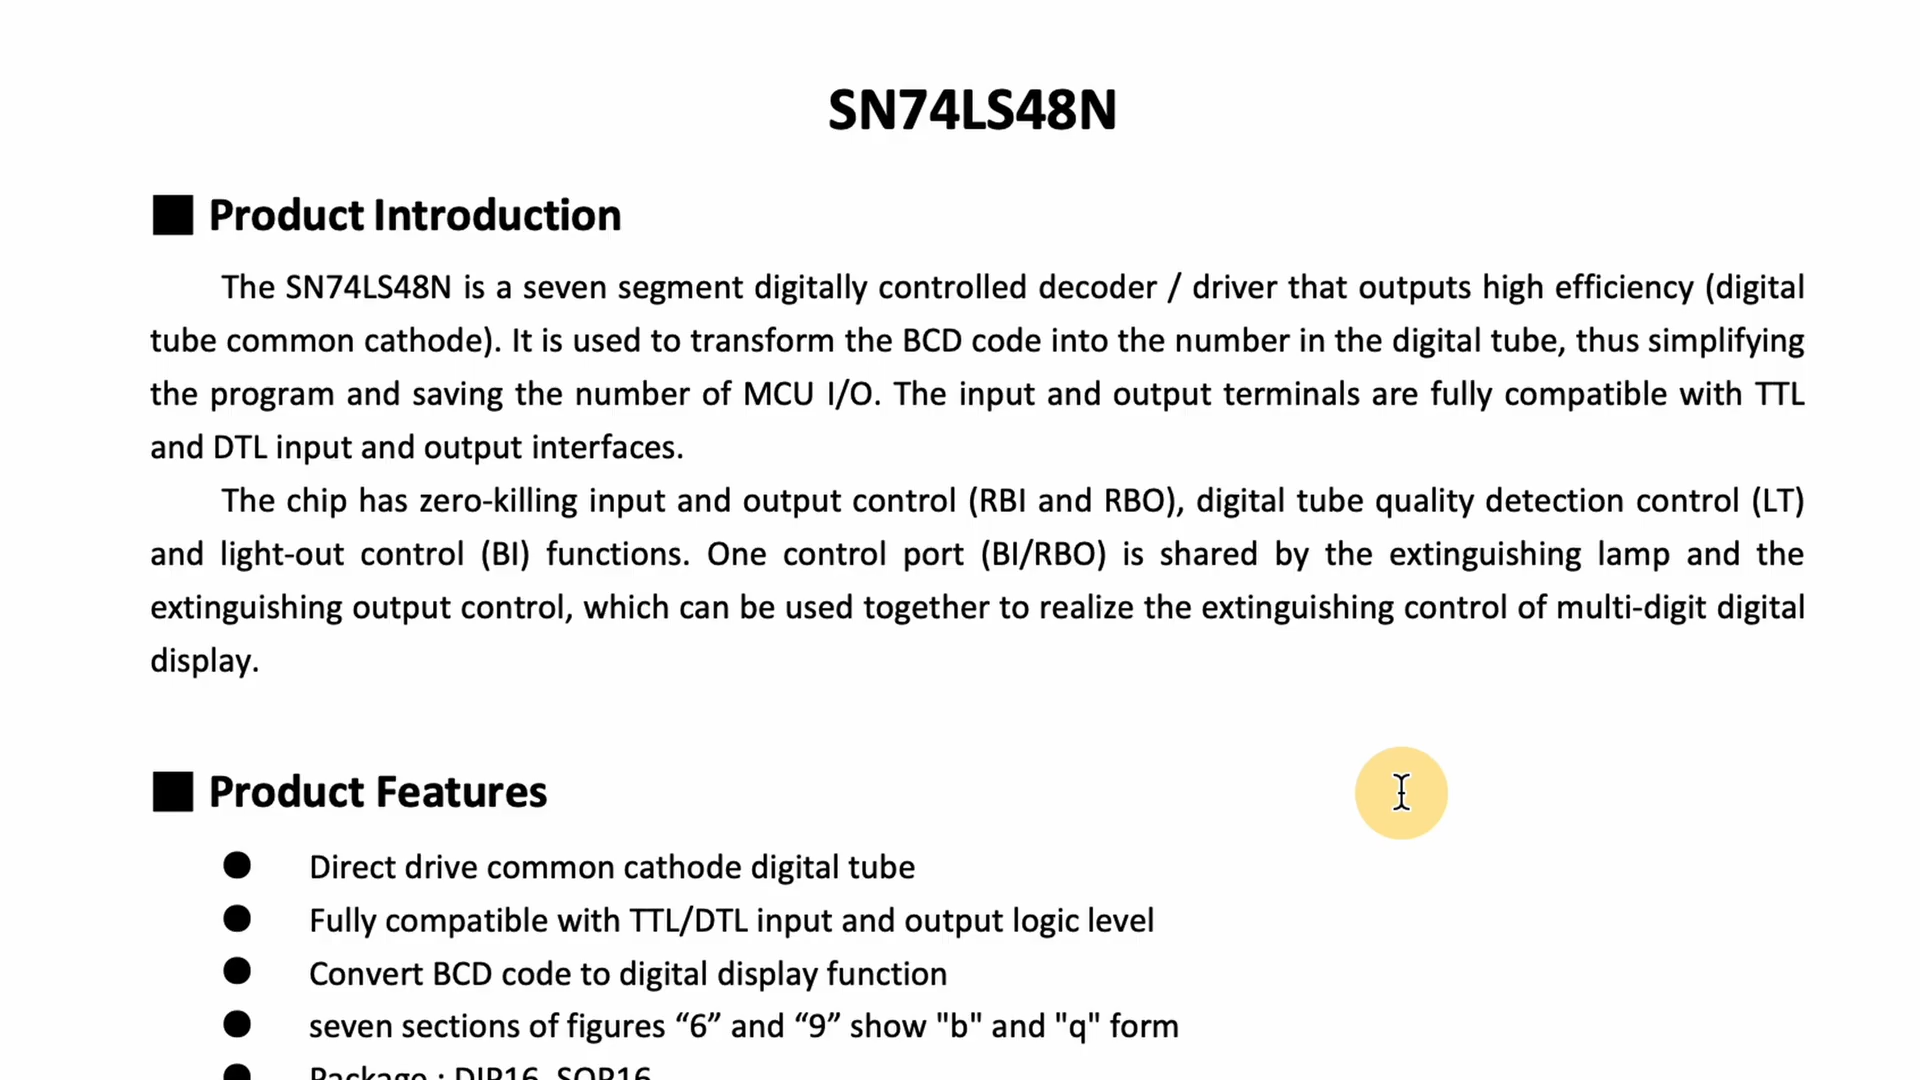 SN74LS48N
Product Introduction
The SN74LS48N is a seven segment digitally controlled decoder / driver that outputs high efficiency (digital
tube common cathode). It is used to transform the BCD code into the number in the digital tube, thus simplifying
the program and saving the number of MCU I/O. The input and output terminals are fully compatible with TTL
and DTL input and output interfaces.
The chip has zero-killing input and output control (RBI and RBO), digital tube quality detection control (LT)
and light-out control (BI) functions. One control port (BI/RBO) is shared by the extinguishing lamp and the
extinguishing output control, which can be used together to realize the extinguishing control of multi-digit digital
display.
Product Features
● Direct drive common cathode digital tube
● Fully compatible with TTL/DTL input and output logic level
● Convert BCD code to digital display function
● seven sections of figures “6” and “9” show "b" and "q" form
● Package : DIP16, SOP16